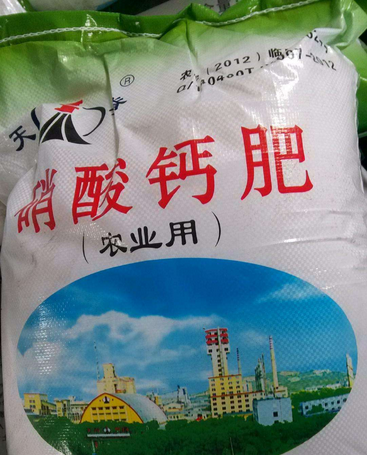 农（2012）临
天 ®
硝酸钙肥
（农业用）